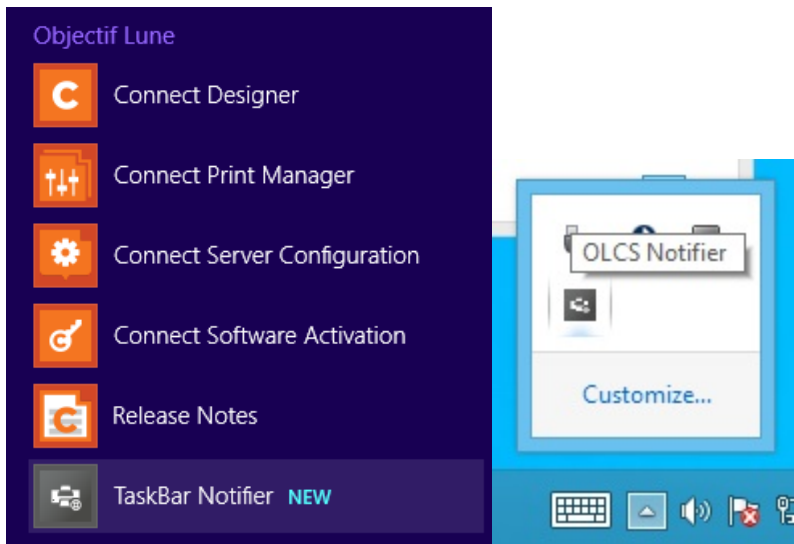 Objectif Lune
Connect Designer
Connect Print Manager
Connect Server Configuration
Connect Software Activation
Release Notes
TaskBar Notifier NEW
OLCS Notifier
Customize...